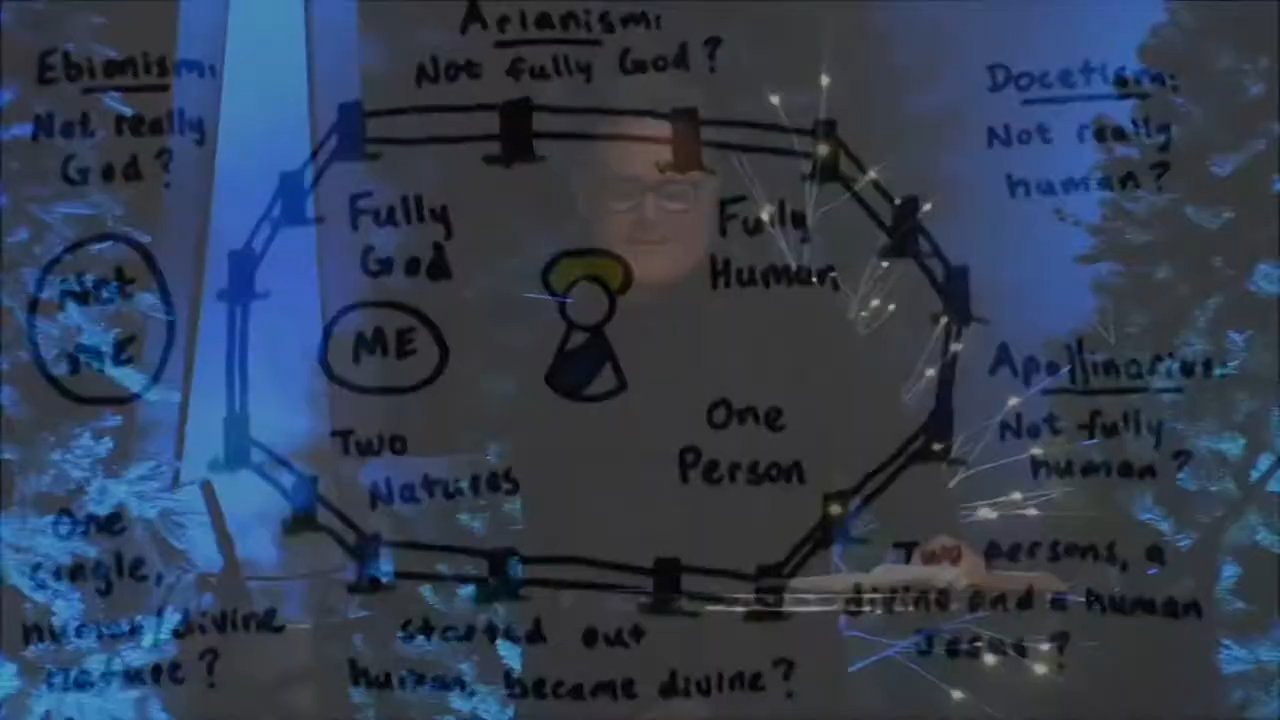 Arianism:
Not fully God?
Ebionism:
Not really
God?
Docetism:
Not really
human?
Fully
God
Fully
Human
Not
ME
ME
Apollinarius:
Not fully
human?
Two
Natures
One
Person
One
single,
human/divine
nature?
started out
human, became divine?
Two persons, a
divine and a human
Jesus?